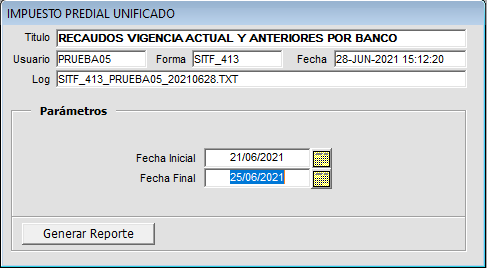 IMPUESTO PREDIAL UNIFICADO
Titulo RECAUDOS VIGENCIA ACTUAL Y ANTERIORES POR BANCO
Usuario PRUEBA05 Forma SITF_413 Fecha 28-JUN-2021 15:12:20
Log SITF_413_PRUEBA05_20210628.TXT
Parámetros
Fecha Inicial 21/06/2021
Fecha Final 25/06/2021
Generar Reporte